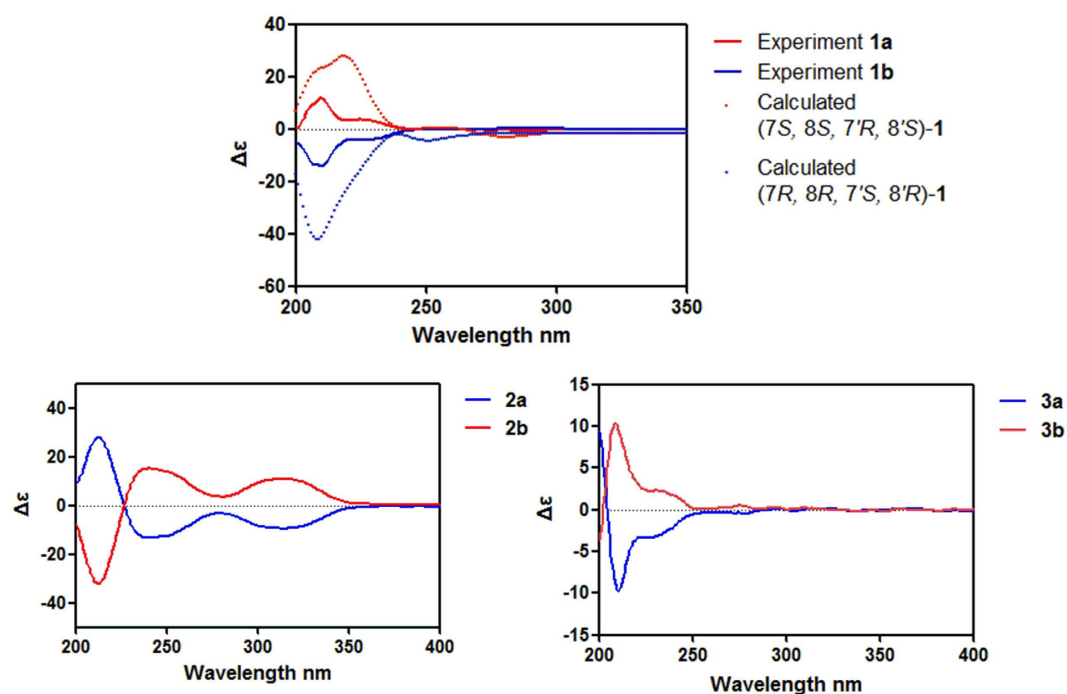 40
20
0
-20
-40
-60
Δε
200
250
300
350
Wavelength nm
Experiment 1a
Experiment 1b
Calculated
(7S, 8S, 7'R, 8'S)-1
Calculated
(7R, 8R, 7'S, 8'R)-1
40
20
0
-20
-40
Δε
200
250
300
350
400
Wavelength nm
2a
2b
15
10
5
0
-5
-10
-15
Δε
200
250
300
350
400
Wavelength nm
3a
3b